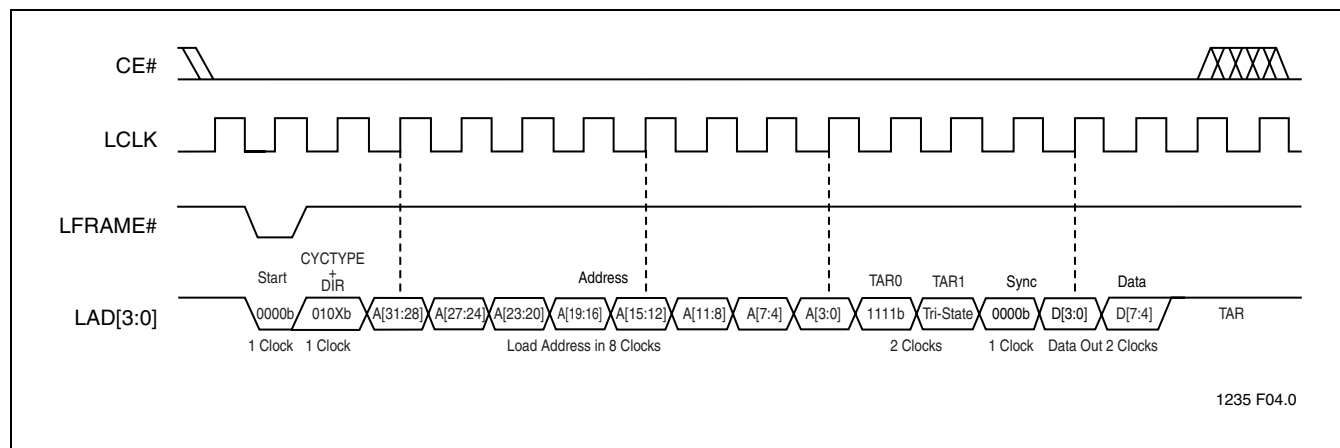 CE#
LCLK
LFRAME#
Start
CYCTYPE
+
DIR
Address
TAR0
TAR1
Sync
Data
LAD[3:0]
0000b
010Xb
A[31:28]
A[27:24]
A[23:20]
A[19:16]
A[15:12]
A[11:8]
A[7:4]
A[3:0]
1111b
Tri-State
0000b
D[3:0]
D[7:4]
TAR
1 Clock
1 Clock
Load Address in 8 Clocks
2 Clocks
1 Clock
Data Out 2 Clocks
1235 F04.0